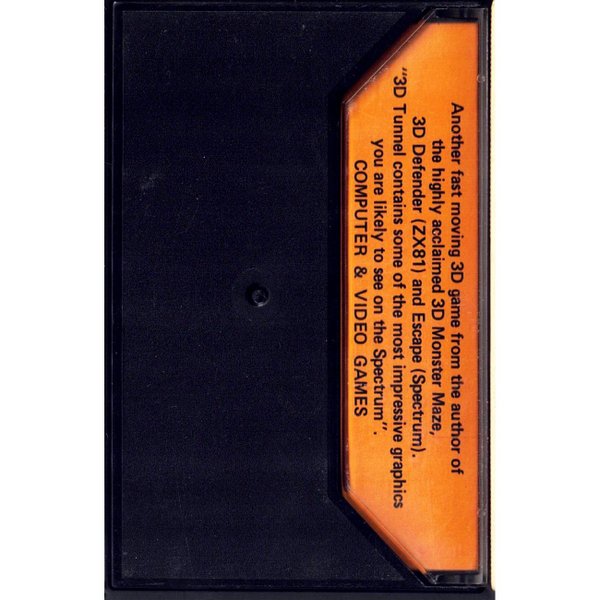 Another fast moving 3D game from the author of
the highly acclaimed 3D Monster Maze,
3D Defender (ZX81) and Escape (Spectrum).
"3D Tunnel contains some of the most impressive graphics
you are likely to see on the Spectrum".
COMPUTER & VIDEO GAMES